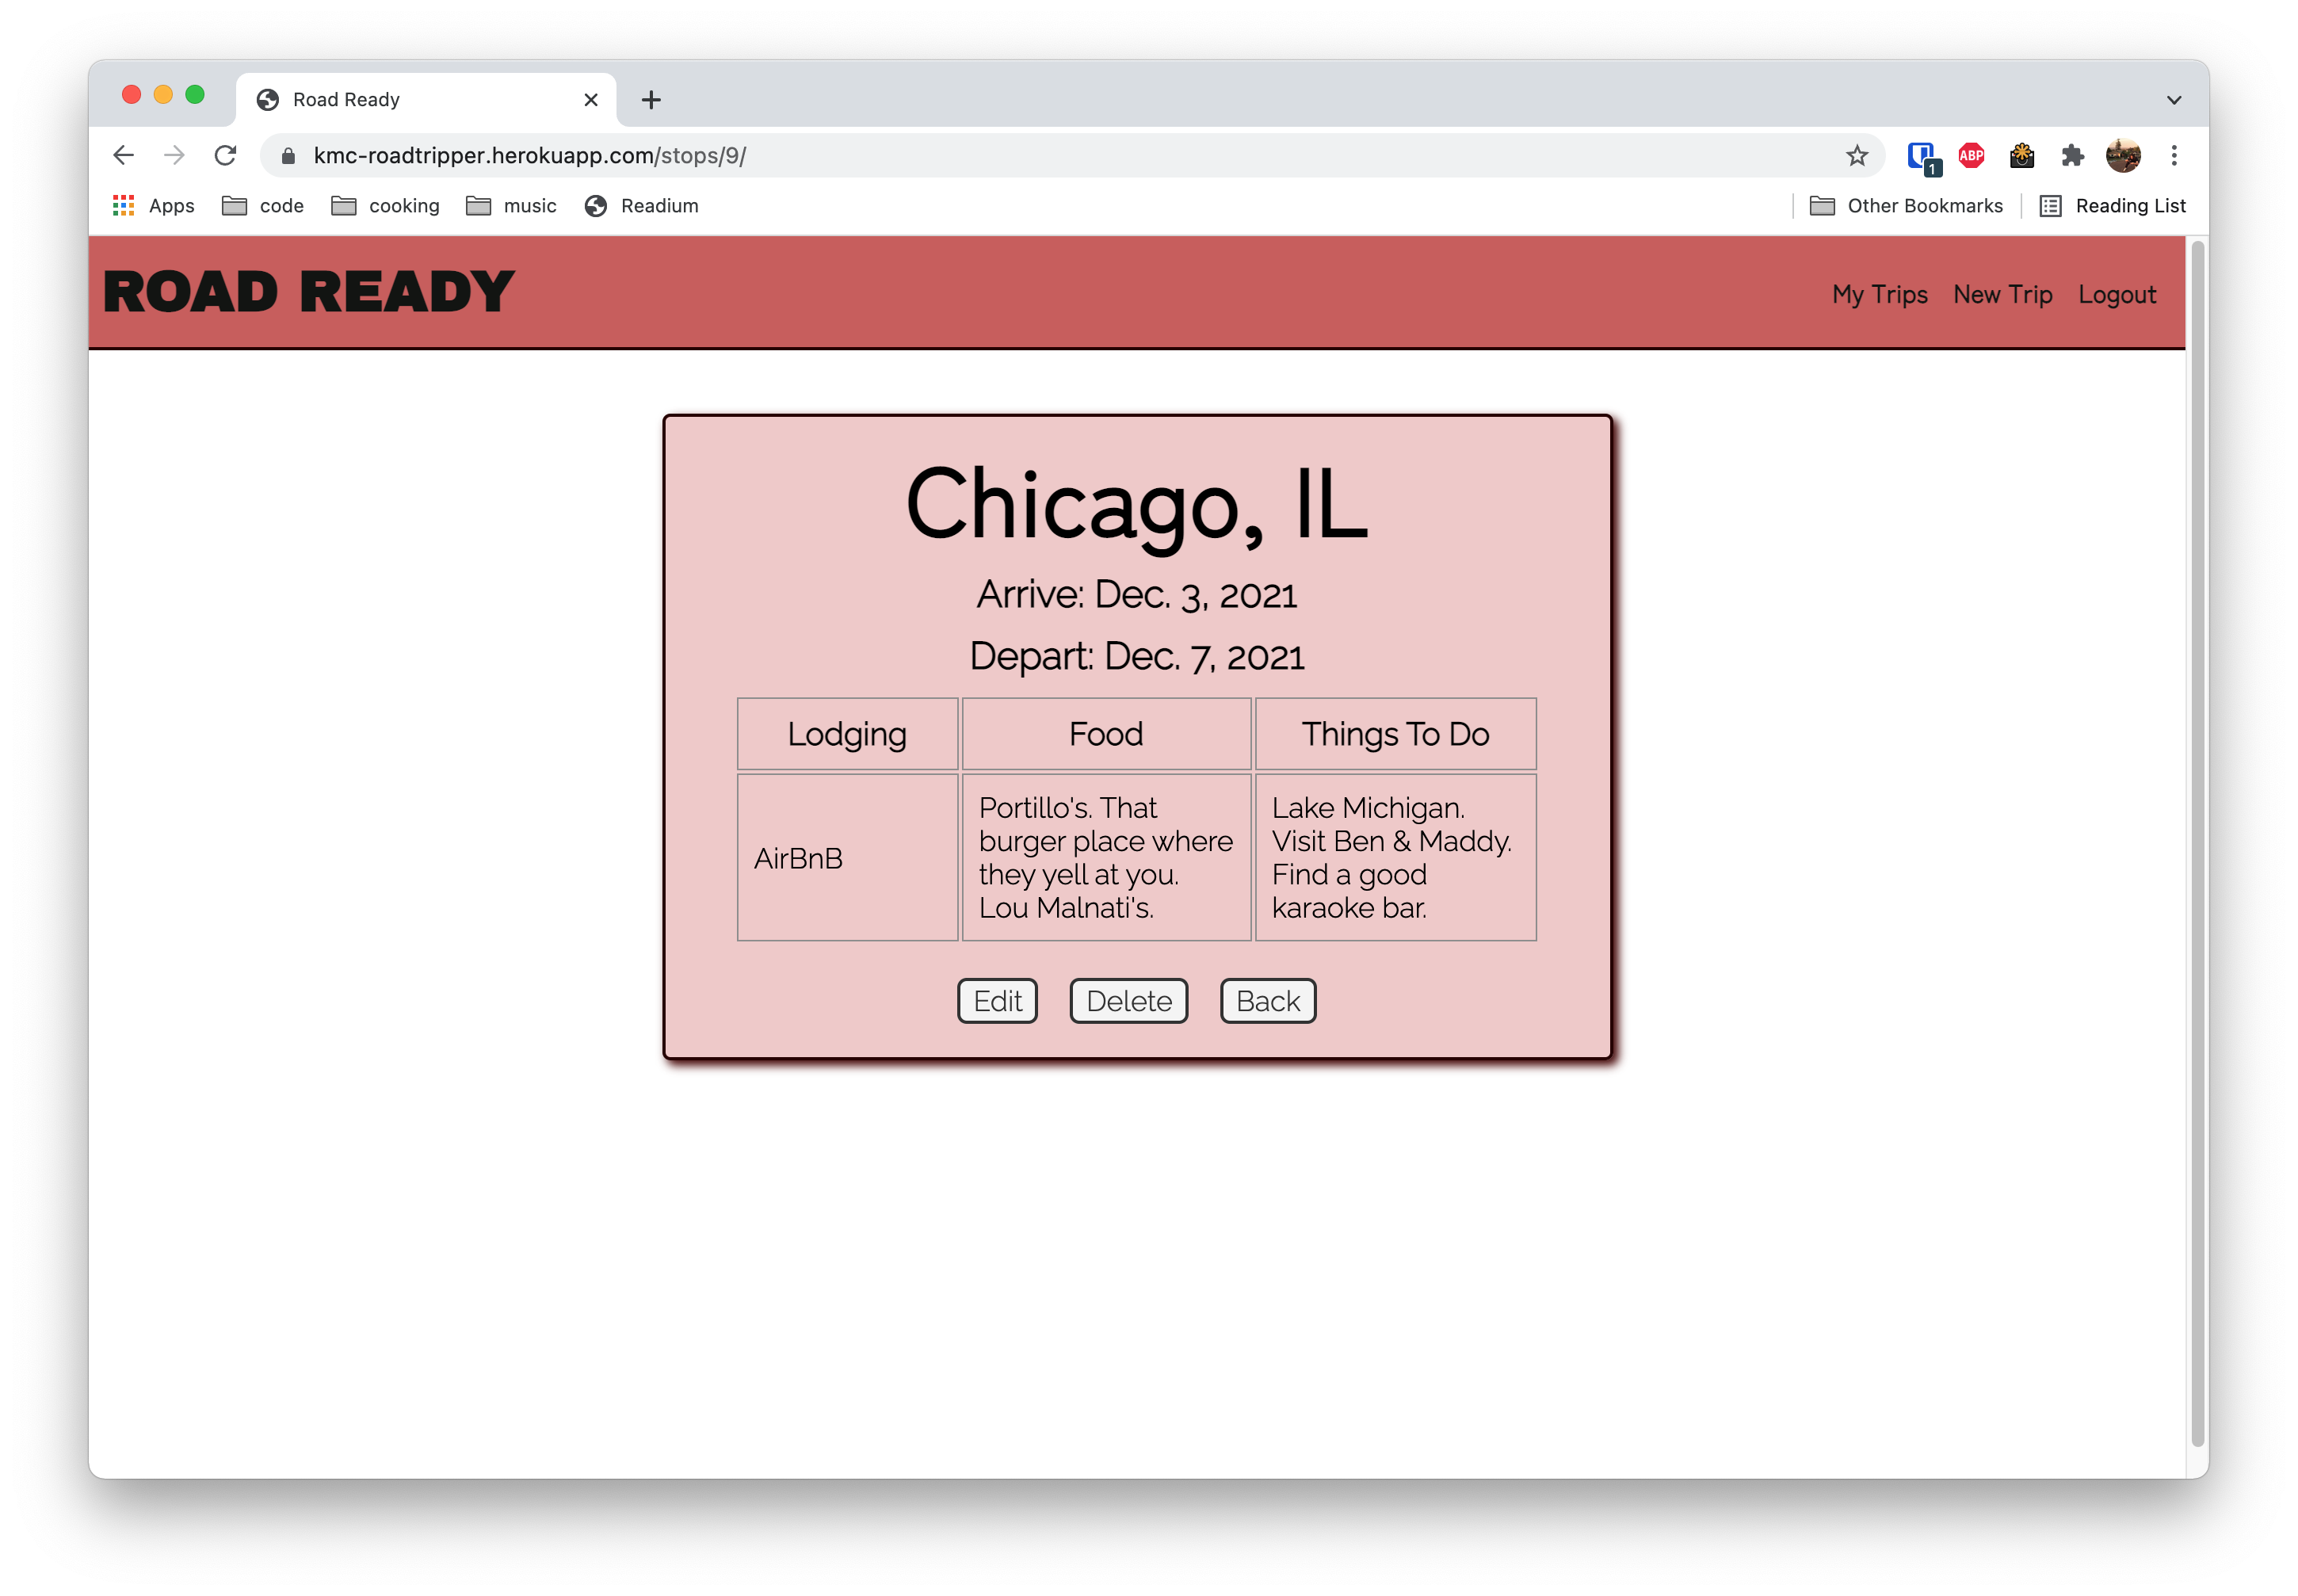 Road Ready
kmc-roadtripper.herokuapp.com/stops/9/
1
ABP
Apps
code
cooking
music
Readium
Other Bookmarks
Reading List
ROAD READY
My Trips
New Trip
Logout
Chicago, IL
Arrive: Dec. 3, 2021
Depart: Dec. 7, 2021
Lodging
Food
Things To Do
AirBnB
Portillo's. That
burger place where
they yell at you.
Lou Malnati's.
Lake Michigan.
Visit Ben & Maddy.
Find a good
karaoke bar.
Edit
Delete
Back